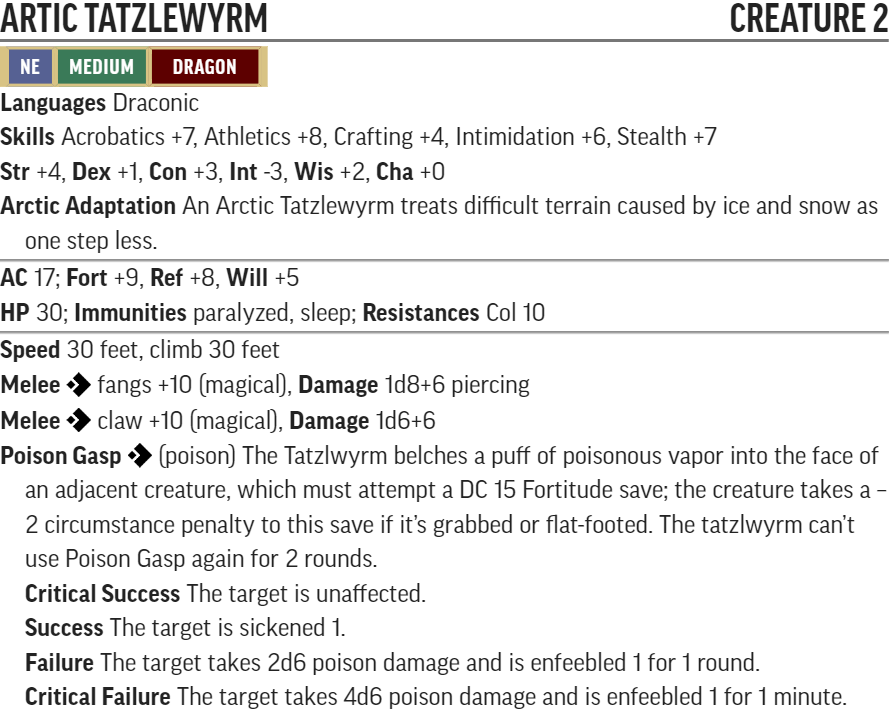 ARTIC TATZLEWYRM CREATURE 2
NE MEDIUM DRAGON
Languages Draconic
Skills Acrobatics +7, Athletics +8, Crafting +4, Intimidation +6, Stealth +7
Str +4, Dex +1, Con +3, Int -3, Wis +2, Cha +0
Arctic Adaptation An Arctic Tatzlewyrm treats difficult terrain caused by ice and snow as
one step less.
AC 17; Fort +9, Ref +8, Will +5
HP 30; Immunities paralyzed, sleep; Resistances Col 10
Speed 30 feet, climb 30 feet
Melee fangs +10 (magical), Damage 1d8+6 piercing
Melee claw +10 (magical), Damage 1d6+6
Poison Gasp (poison) The Tatzlwyrm belches a puff of poisonous vapor into the face of
an adjacent creature, which must attempt a DC 15 Fortitude save; the creature takes a –
2 circumstance penalty to this save if it's grabbed or flat-footed. The tatzlwyrm can't
use Poison Gasp again for 2 rounds.
Critical Success The target is unaffected.
Success The target is sickened 1.
Failure The target takes 2d6 poison damage and is enfeebled 1 for 1 round.
Critical Failure The target takes 4d6 poison damage and is enfeebled 1 for 1 minute.